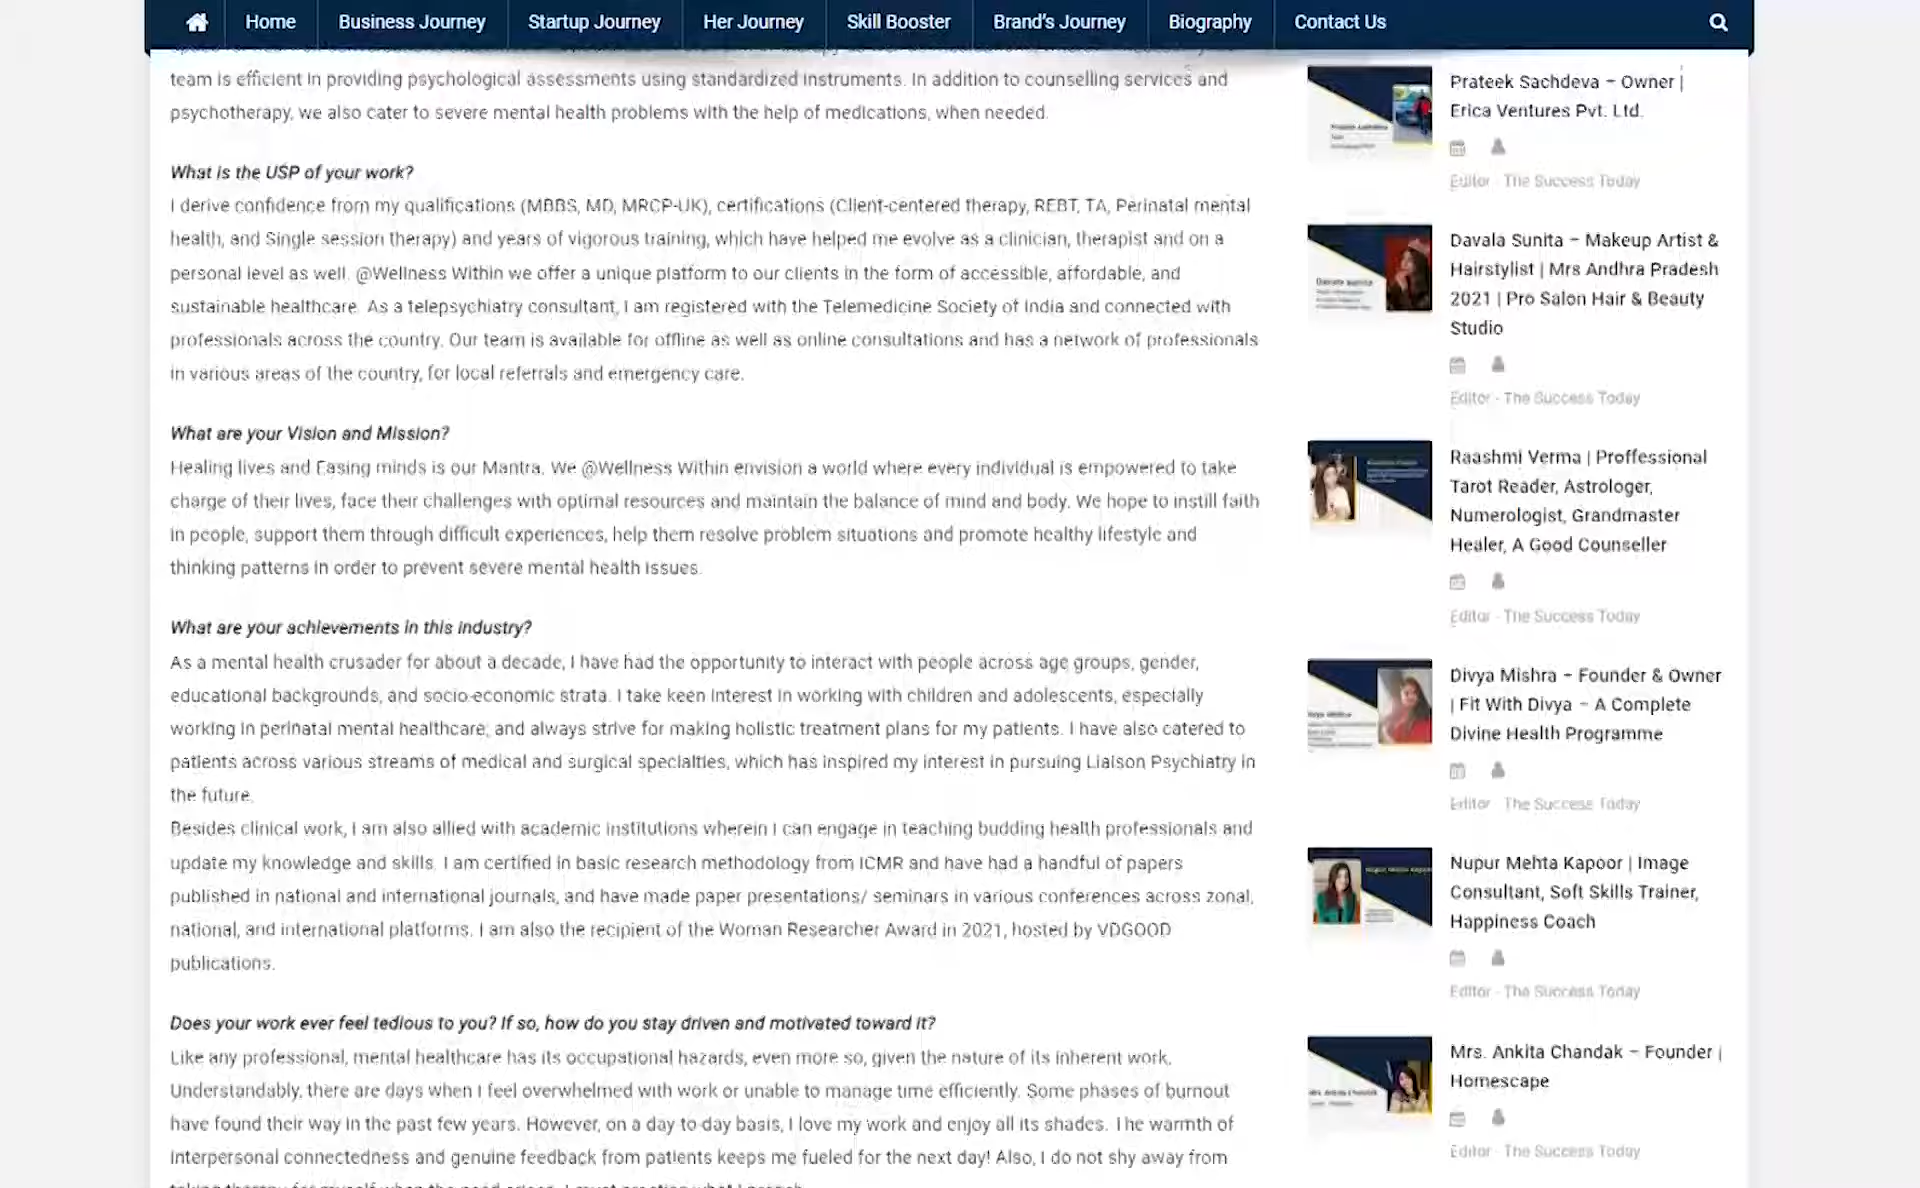 Home
Business Journey
Startup Journey
Her Journey
Skill Booster
Brand's Journey
Biography
Contact Us
team is efficient in providing psychological assessments using standardized instruments. In addition to counselling services and
psychotherapy, we also cater to severe mental health problems with the help of medications, when needed.
What is the USP of your work?
I derive confidence from my qualifications (MBBS, MD, MRCP-UK), certifications (Client-centered therapy, REBT, TA, Perinatal mental
health, and Single session therapy) and years of vigorous training, which have helped me evolve as a clinician, therapist and on a
personal level as well. @Wellness Within we offer a unique platform to our clients in the form of accessible, affordable, and
sustainable healthcare. As a telepsychiatry consultant, I am registered with the Telemedicine Society of India and connected with
professionals across the country. Our team is available for offline as well as online consultations and has a network of professionals
in various areas of the country, for local referrals and emergency care.
What are your Vision and Mission?
Healing lives and Easing minds is our Mantra. We @Wellness Within envision a world where every individual is empowered to take
charge of their lives, face their challenges with optimal resources and maintain the balance of mind and body. We hope to instill faith
in people, support them through difficult experiences, help them resolve problem situations and promote healthy lifestyle and
thinking patterns in order to prevent severe mental health issues.
What are your achievements in this industry?
As a mental health crusader for about a decade, I have had the opportunity to interact with people across age groups, gender,
educational backgrounds, and socio-economic strata. I take keen interest in working with children and adolescents, especially
working in perinatal mental healthcare, and always strive for making holistic treatment plans for my patients. I have also catered to
patients across various streams of medical and surgical specialties, which has inspired my interest in pursuing Liaison Psychiatry in
the future.
Besides clinical work, I am also allied with academic institutions wherein I can engage in teaching budding health professionals and
update my knowledge and skills. I am certified in basic research methodology from ICMR and have had a handful of papers
published in national and international journals, and have made paper presentations/ seminars in various conferences across zonal,
national, and international platforms. I am also the recipient of the Woman Researcher Award in 2021, hosted by VDGOOD
publications.
Does your work ever feel tedious to you? If so, how do you stay driven and motivated toward it?
Like any professional, mental healthcare has its occupational hazards, even more so, given the nature of its inherent work.
Understandably, there are days when I feel overwhelmed with work or unable to manage time efficiently. Some phases of burnout
have found their way in the past few years. However, on a day to day basis, I love my work and enjoy all its shades. The warmth of
interpersonal connectedness and genuine feedback from patients keeps me fueled for the next day! Also, I do not shy away from
Prateek Sachdeva – Owner |
Erica Ventures Pvt. Ltd.
Editor - The Success Today
Davala Sunita – Makeup Artist &
Hairstylist | Mrs Andhra Pradesh
2021 | Pro Salon Hair & Beauty
Studio
Editor - The Success Today
Raashmi Verma | Proffessional
Tarot Reader, Astrologer,
Numerologist, Grandmaster
Healer, A Good Counseller
Editor - The Success Today
Divya Mishra – Founder & Owner
| Fit With Divya – A Complete
Divine Health Programme
Editor - The Success Today
Nupur Mehta Kapoor | Image
Consultant, Soft Skills Trainer,
Happiness Coach
Editor - The Success Today
Mrs. Ankita Chandak – Founder |
Homescape
Editor - The Success Today